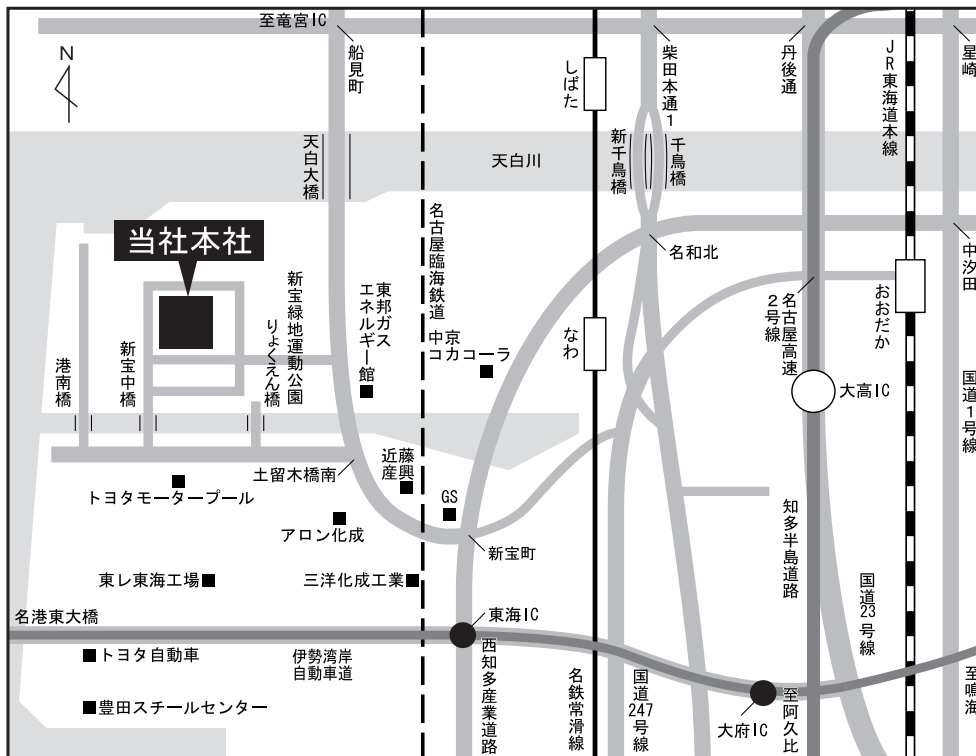 至竜宮IC
N
船見町
しばた
柴田本通1
丹後通
JR東海道本線
星崎
天白大橋
天白川
新千鳥橋
千鳥橋
当社本社
名古屋臨海鉄道
名和北
中汐田
新宝緑地運動公園
りょくえん橋
東邦ガス
エネルギー館
中京
コカコーラ
なわ
名古屋高速
2号線
おおだか
港南橋
新宝中橋
大高IC
国道1号線
土留木橋南
近藤
産興
トヨタモータープール
GS
アロン化成
新宝町
知多半島道路
東レ東海工場
三洋化成工業
国道23号線
名港東大橋
東海IC
トヨタ自動車
伊勢湾岸
自動車道
西知多産業道路
名鉄常滑線
国道247号線
大府IC
至阿久比
至鳴海
豊田スチールセンター